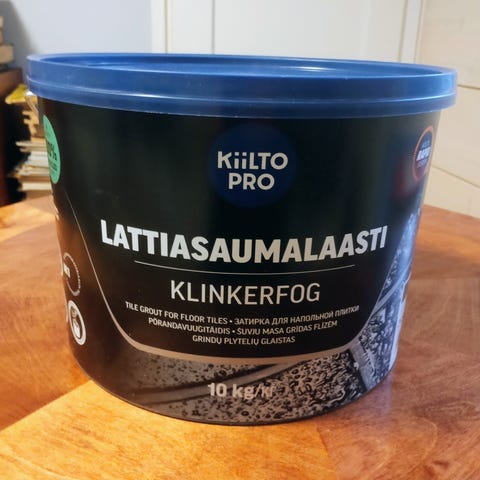 KiiLTO
PRO
LATTIASAUMALAASTI
KLINKERFOG
TILE GROUT FOR FLOOR TILES • ЗАТИРКА ДЛЯ НАПОЛЬНОЙ ПЛИТКИ
PÕRANDAVUUGITÄIDIS • ŠUVJU MASA GRĪDAS FLĪZĒM
GRINDŲ PLYTELIŲ GLAISTAS
10 kg/кг